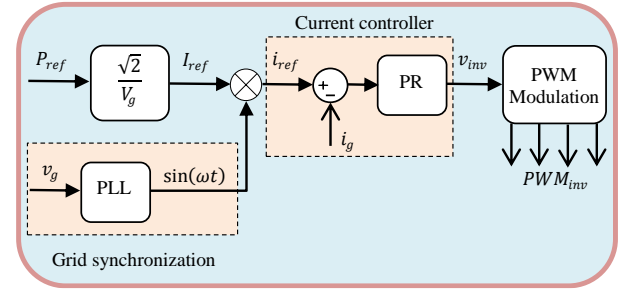 Current controller
P_ref
√2
V_g
I_ref
i_ref
+
−
PR
v_inv
PWM
Modulation
i_g
v_g
PLL
sin(ωt)
PWM_inv
Grid synchronization